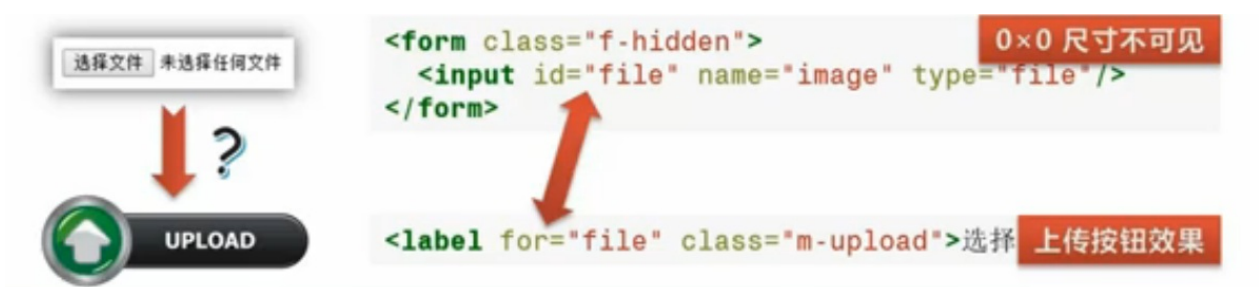 选择文件 未选择任何文件
?
UPLOAD
<form class="f-hidden">
0×0 尺寸不可见
<input id="file" name="image" type="file"/>
</form>
<label for="file" class="m-upload">选择
上传按钮效果